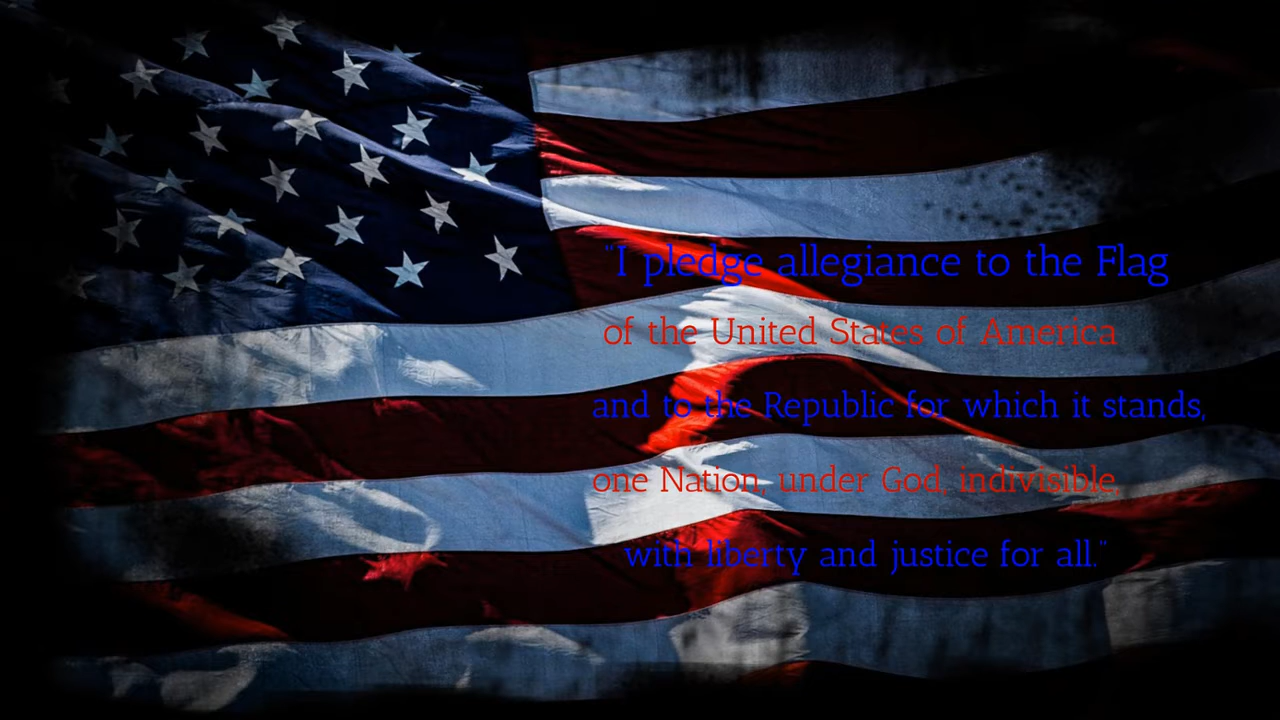 "I pledge allegiance to the Flag
of the United States of America
and to the Republic for which it stands,
one Nation, under God, indivisible,
with liberty and justice for all."